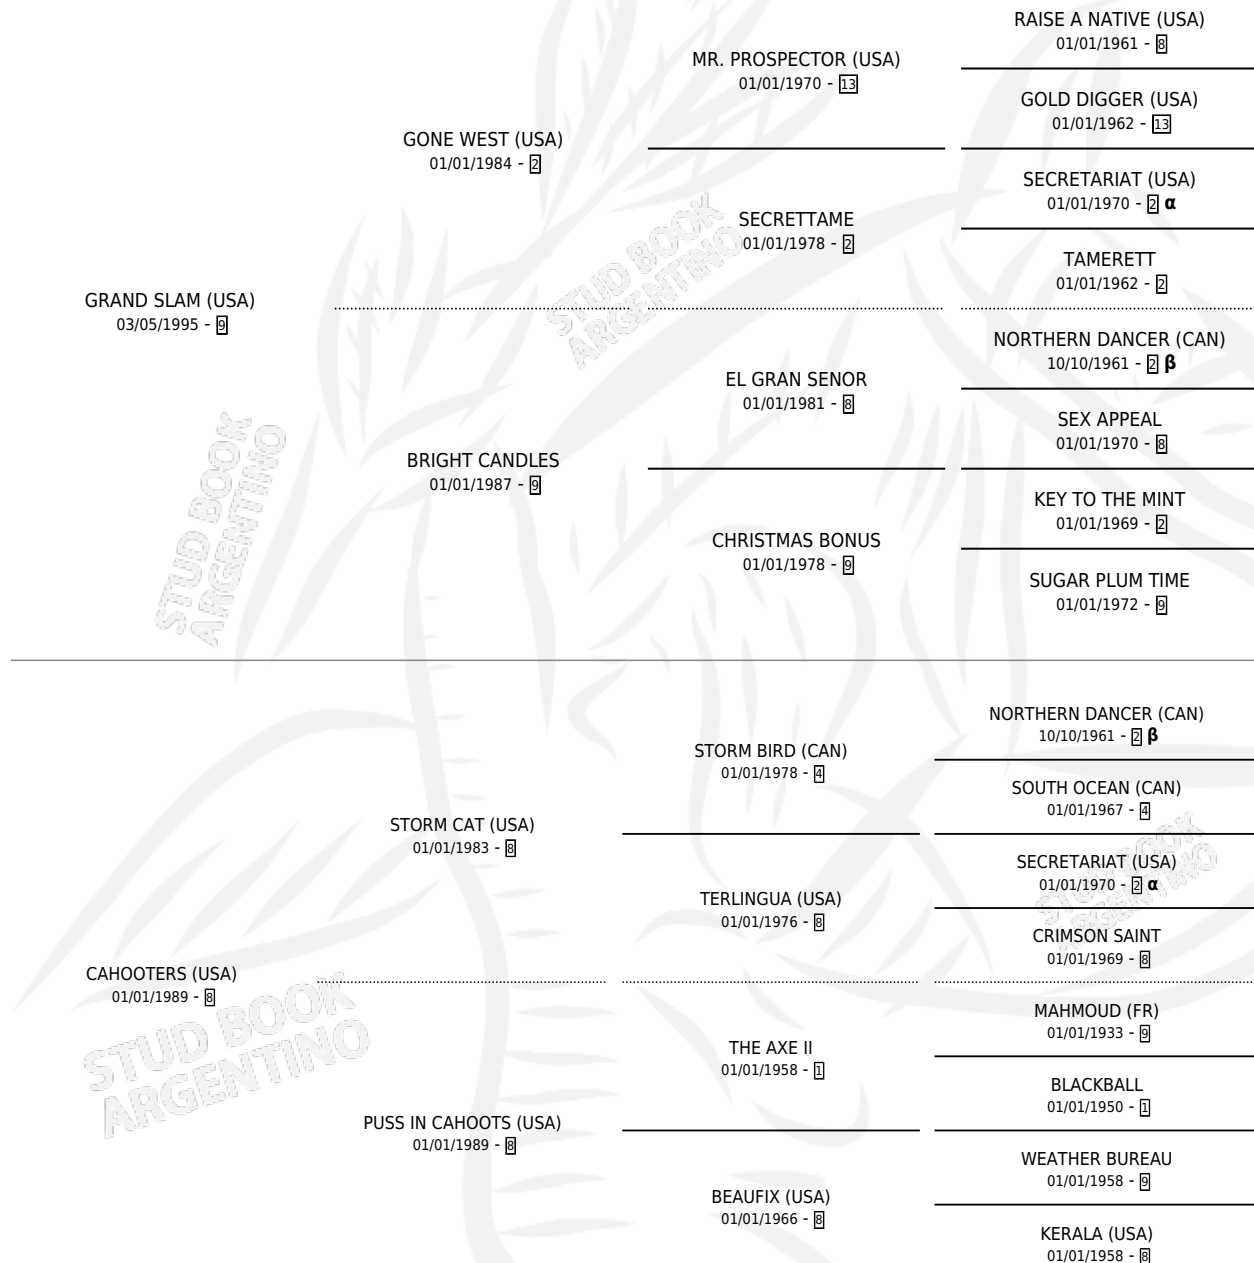 RAISE A NATIVE (USA)
01/01/1961 - 8
MR. PROSPECTOR (USA)
01/01/1970 - 13
GOLD DIGGER (USA)
01/01/1962 - 13
GONE WEST (USA)
01/01/1984 - 2
SECRETARIAT (USA)
01/01/1970 - 2 α
SECRETTAME
01/01/1978 - 2
TAMERETT
01/01/1962 - 2
GRAND SLAM (USA)
03/05/1995 - 9
NORTHERN DANCER (CAN)
10/10/1961 - 2 β
EL GRAN SENOR
01/01/1981 - 8
SEX APPEAL
01/01/1970 - 8
BRIGHT CANDLES
01/01/1987 - 9
KEY TO THE MINT
01/01/1969 - 2
CHRISTMAS BONUS
01/01/1978 - 9
SUGAR PLUM TIME
01/01/1972 - 9
STUD BOOK
ARGENTINO
STUD BOOK
ARGENTINO
NORTHERN DANCER (CAN)
10/10/1961 - 2 β
STORM BIRD (CAN)
01/01/1978 - 4
SOUTH OCEAN (CAN)
01/01/1967 - 4
STORM CAT (USA)
01/01/1983 - 8
SECRETARIAT (USA)
01/01/1970 - 2 α
TERLINGUA (USA)
01/01/1976 - 8
CRIMSON SAINT
01/01/1969 - 8
CAHOOTERS (USA)
01/01/1989 - 8
MAHMOUD (FR)
01/01/1933 - 9
THE AXE II
01/01/1958 - 1
BLACKBALL
01/01/1950 - 1
PUSS IN CAHOOTS (USA)
01/01/1989 - 8
WEATHER BUREAU
01/01/1958 - 9
BEAUFIX (USA)
01/01/1966 - 8
KERALA (USA)
01/01/1958 - 8
STUD BOOK
ARGENTINO
STUD BOOK
ARGENTINO